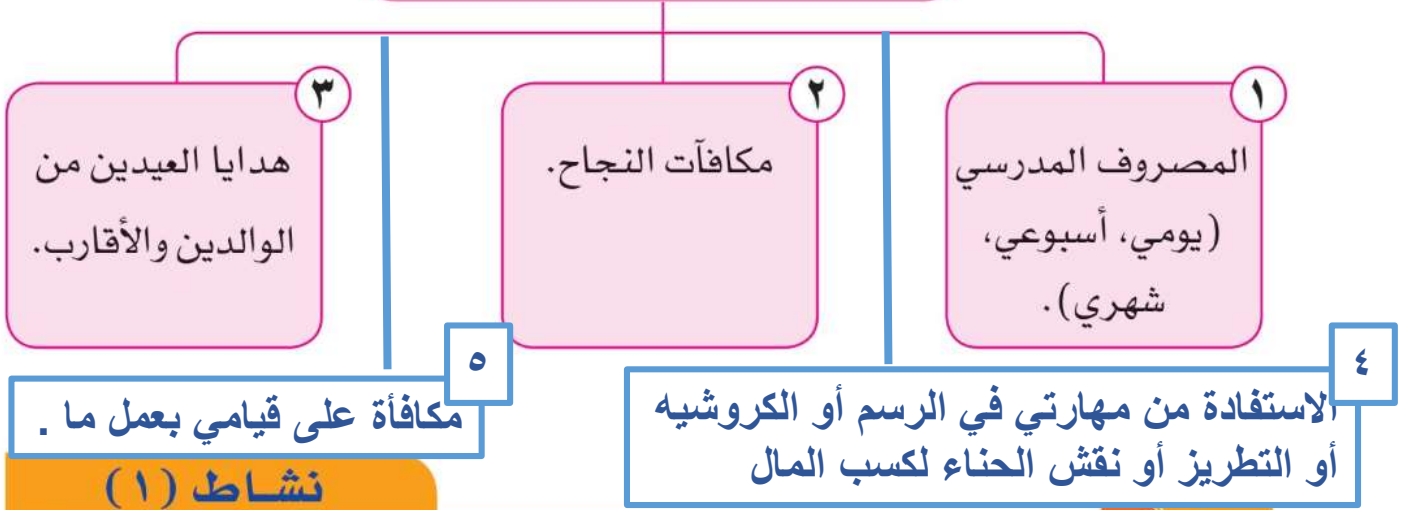 ١
المصروف المدرسي
(يومي، أسبوعي،
شهري).
٢
مكافآت النجاح.
٣
هدايا العيدين من
الوالدين والأقارب.
٤
الاستفادة من مهارتي في الرسم أو الكروشيه
أو التطريز أو نقش الحناء لكسب المال
٥
مكافأة على قيامي بعمل ما .
نشاط (١)